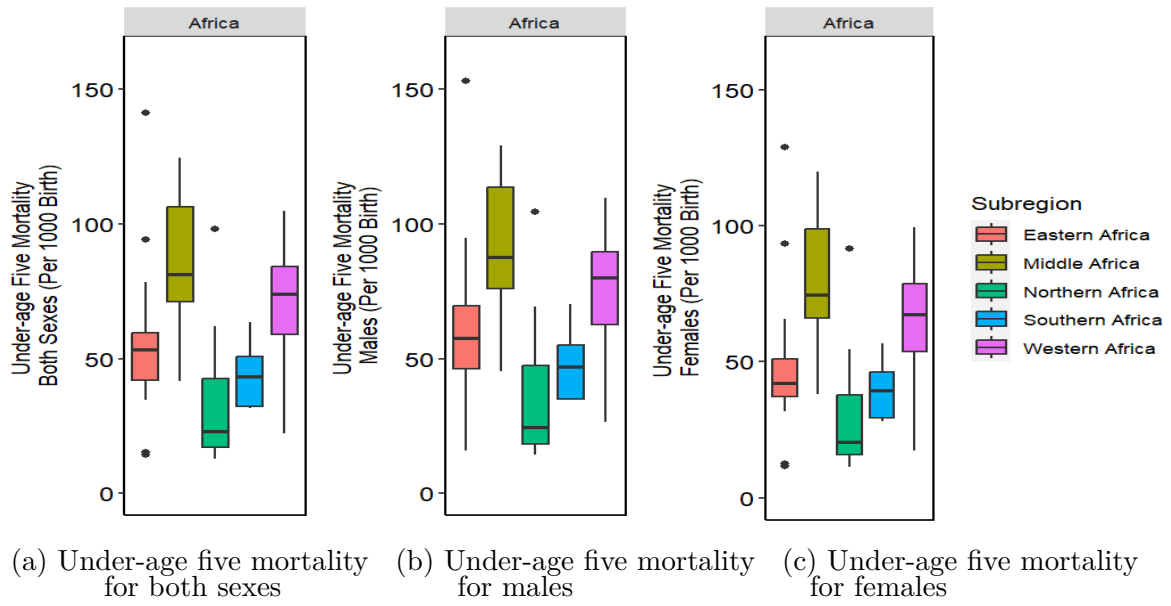 Africa
Under-age Five Mortality
Both Sexes (Per 1000 Birth)
150
100
50
0
(a) Under-age five mortality
for both sexes
Africa
Under-age Five Mortality
Males (Per 1000 Birth)
150
100
50
0
(b) Under-age five mortality
for males
Africa
Under-age Five Mortality
Females (Per 1000 Birth)
150
100
50
0
(c) Under-age five mortality
for females
Subregion
Eastern Africa
Middle Africa
Northern Africa
Southern Africa
Western Africa